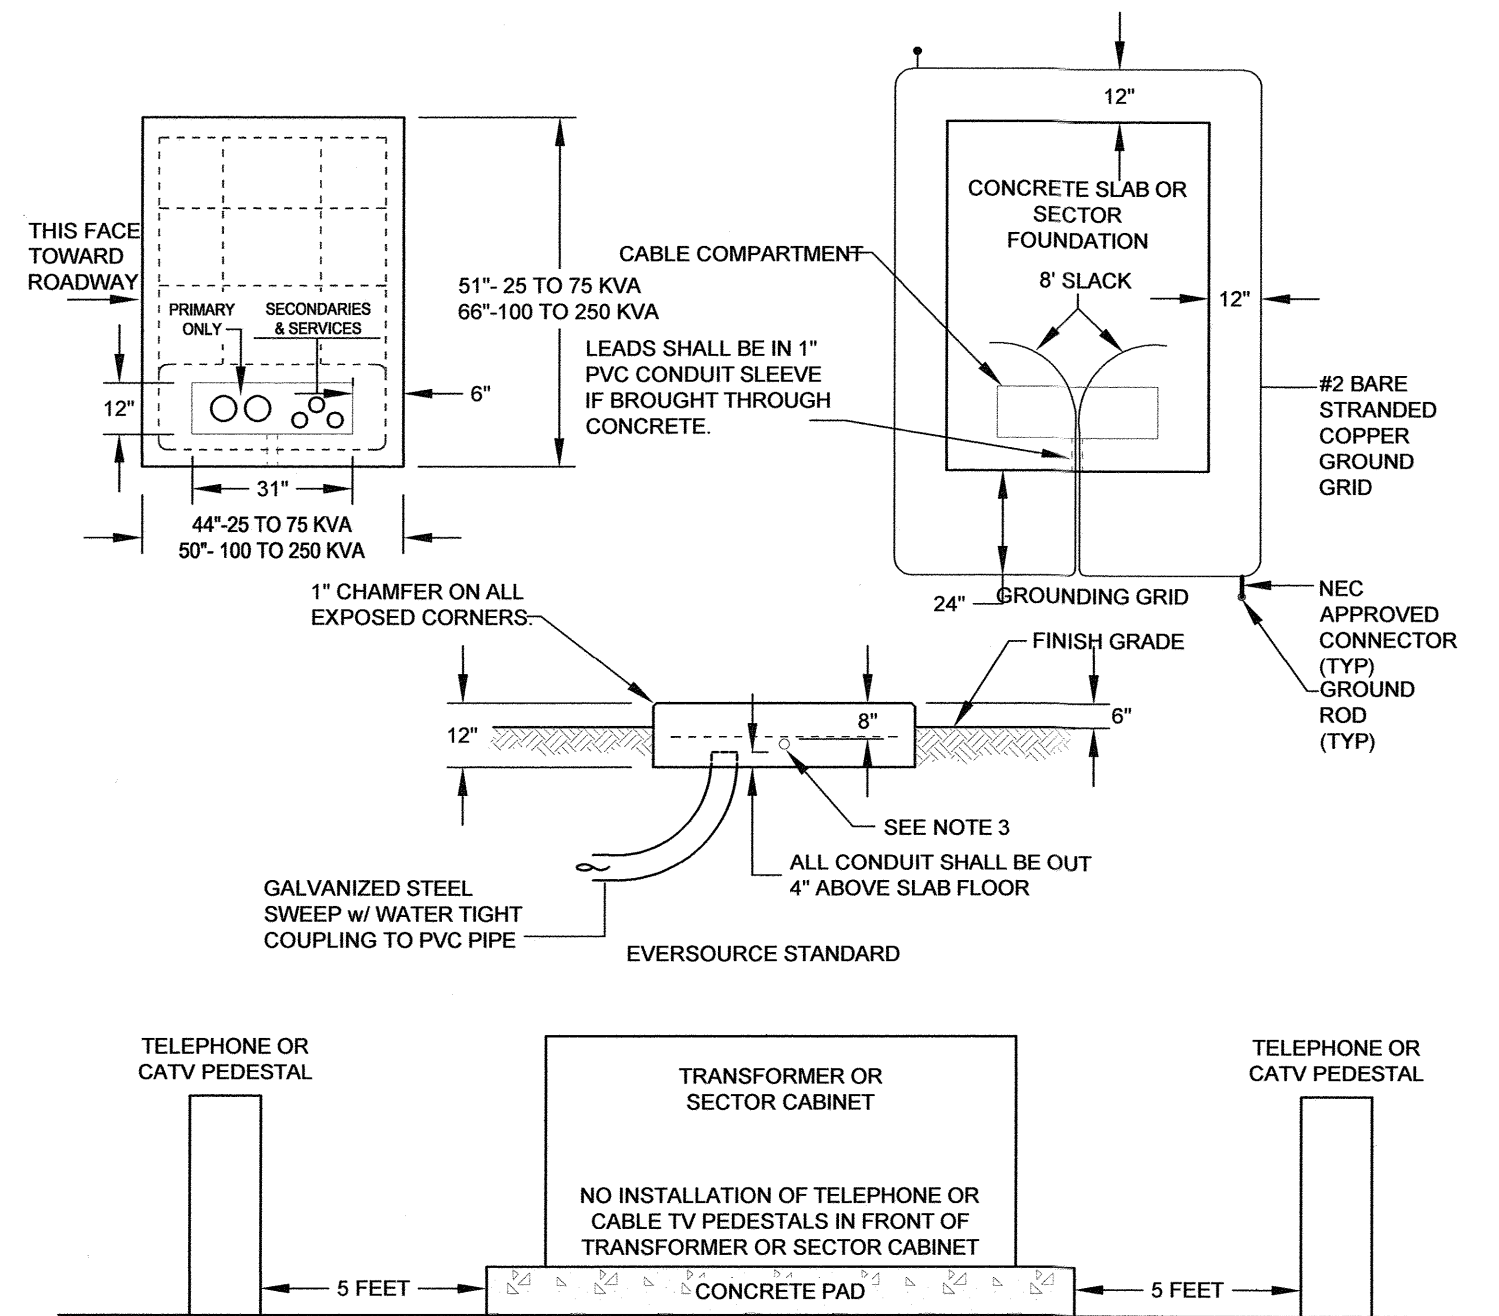 THIS FACE
TOWARD
ROADWAY
PRIMARY
ONLY
SECONDARIES
& SERVICES
12"
6"
31"
44"-25 TO 75 KVA
50"- 100 TO 250 KVA
51"- 25 TO 75 KVA
66"-100 TO 250 KVA
12"
CONCRETE SLAB OR
SECTOR
FOUNDATION
CABLE COMPARTMENT
8' SLACK
12"
LEADS SHALL BE IN 1"
PVC CONDUIT SLEEVE
IF BROUGHT THROUGH
CONCRETE.
#2 BARE
STRANDED
COPPER
GROUND
GRID
24"
GROUNDING GRID
NEC
APPROVED
CONNECTOR
(TYP)
GROUND
ROD
(TYP)
1" CHAMFER ON ALL
EXPOSED CORNERS.
FINISH GRADE
12"
8"
6"
SEE NOTE 3
ALL CONDUIT SHALL BE OUT
4" ABOVE SLAB FLOOR
GALVANIZED STEEL
SWEEP w/ WATER TIGHT
COUPLING TO PVC PIPE
EVERSOURCE STANDARD
TELEPHONE OR
CATV PEDESTAL
TRANSFORMER OR
SECTOR CABINET
TELEPHONE OR
CATV PEDESTAL
NO INSTALLATION OF TELEPHONE OR
CABLE TV PEDESTALS IN FRONT OF
TRANSFORMER OR SECTOR CABINET
5 FEET
CONCRETE PAD
5 FEET